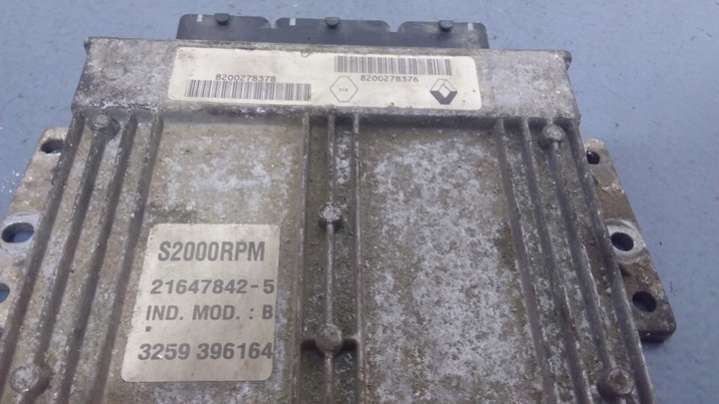 8200278378 8200278376
S2000RPM
21647842-5
IND. MOD. : B
3259 396164